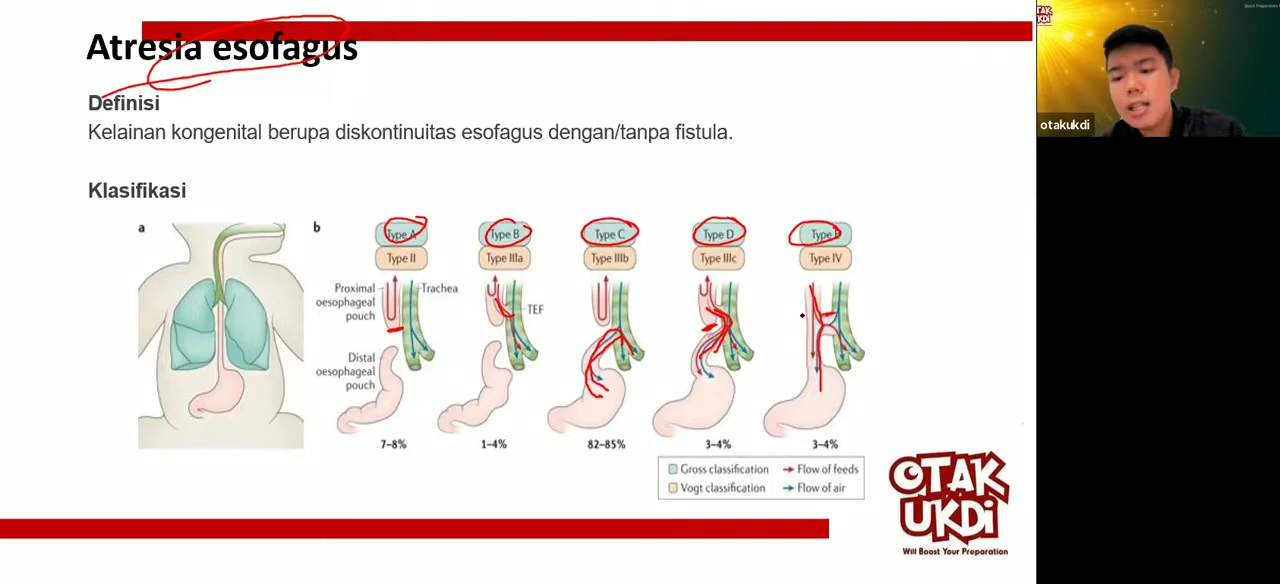 Atresia esofagus
Definisi
Kelainan kongenital berupa diskontinuitas esofagus dengan/tanpa fistula.
Klasifikasi
a
b
Type A
Type B
Type C
Type D
Type
Type II
Type IIIa
Type IIIb
Type IIIc
Type IV
Proximal
oesophageal
pouch
Trachea
TEF
Distal
oesophageal
pouch
7–8%
1–4%
82–85%
3–4%
3–4%
Gross classification
Flow of feeds
Vogt classification
Flow of air
OTAK
UKDi
Will Boost Your Preparation
OTAK
UKDI
otakukdi